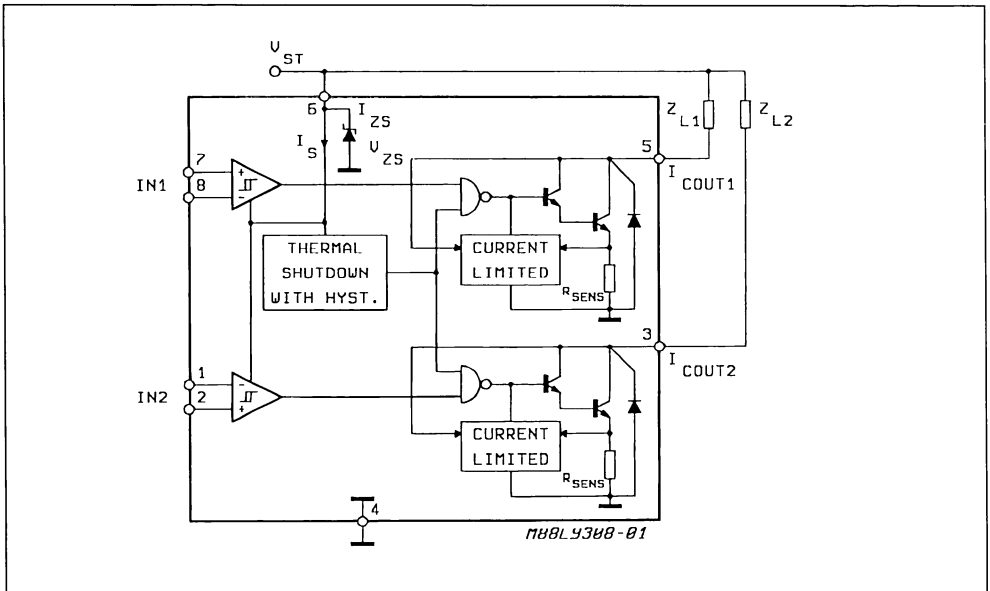 V
ST
6
I
ZS
I
S
V
ZS
Z
L1
Z
L2
5
I
COUT1
7
IN1
8
+
-
THERMAL
SHUTDOWN
WITH HYST.
CURRENT
LIMITED
R
SENS
3
I
COUT2
1
IN2
2
-
+
CURRENT
LIMITED
R
SENS
4
M88L9308-01